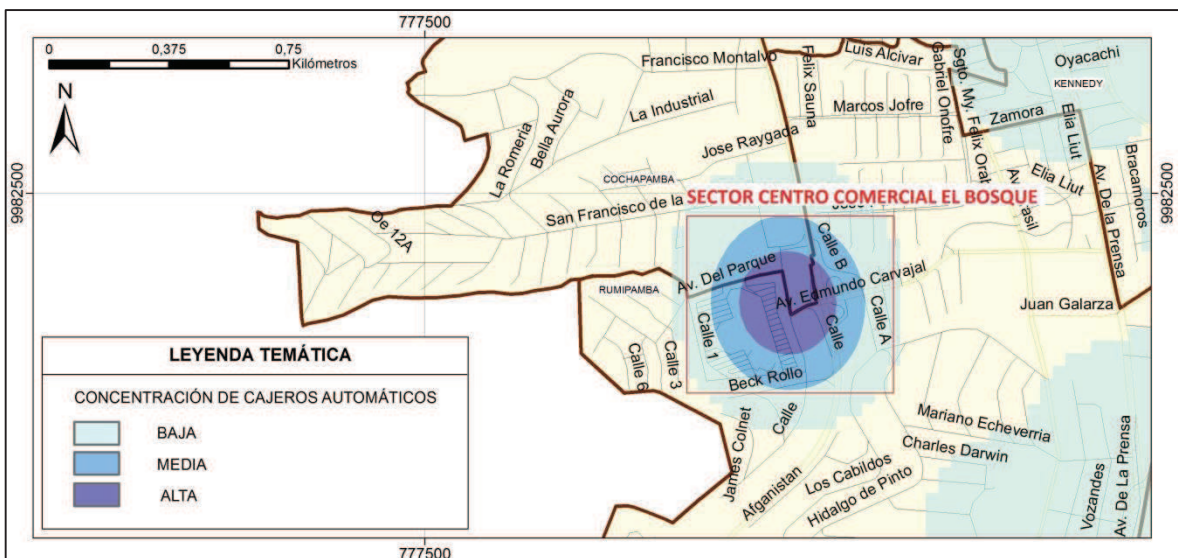 777500
0
0,375
0,75
Kilómetros
N
9982500
9982500
Francisco Montalvo
Felix Sauna
Luis Alcivar
Gabriel Onofre
Sgto. My. Felix Orat
Oyacachi
KENNEDY
Zamora
Elia Liut
Marcos Jofre
La Industrial
Bella Aurora
La Romeria
Jose Raygada
Elia Liut
Av. De la Prensa
Bracamoros
COCHAPAMBA
SECTOR CENTRO COMERCIAL EL BOSQUE
San Francisco de la
Oe 12A
Calle B
Av. Del Parque
Av. Edmundo Carvajal
RUMIPAMBA
Juan Galarza
Calle 1
Calle
Calle A
Calle 6
Calle 3
Beck Rollo
James Colnet
Calle
Mariano Echeverria
Charles Darwin
Los Cabildos
Hidalgo de Pinto
Afganistan
Vozandes
Av. De La Prensa
LEYENDA TEMÁTICA
CONCENTRACIÓN DE CAJEROS AUTOMÁTICOS
BAJA
MEDIA
ALTA
777500